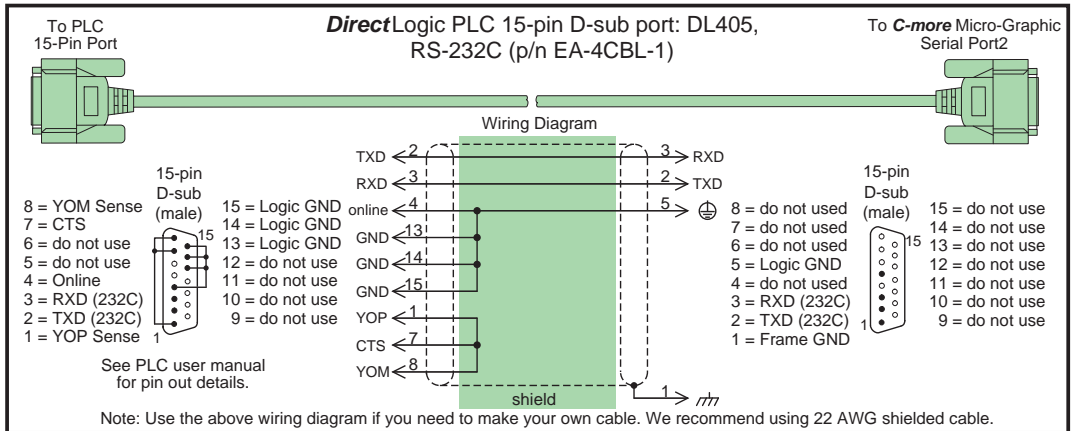 To PLC
15-Pin Port
DirectLogic PLC 15-pin D-sub port: DL405,
RS-232C (p/n EA-4CBL-1)
To C-more Micro-Graphic
Serial Port2
Wiring Diagram
TXD 2 3 RXD
RXD 3 2 TXD
online 4 5
GND 13
GND 14
GND 15
YOP 1
CTS 7
YOM 8
1
shield
15-pin
D-sub
(male)
15
1
8 = YOM Sense
7 = CTS
6 = do not use
5 = do not use
4 = Online
3 = RXD (232C)
2 = TXD (232C)
1 = YOP Sense
15 = Logic GND
14 = Logic GND
13 = Logic GND
12 = do not use
11 = do not use
10 = do not use
9 = do not use
See PLC user manual
for pin out details.
15-pin
D-sub
(male)
15
1
8 = do not used
7 = do not used
6 = do not used
5 = Logic GND
4 = do not used
3 = RXD (232C)
2 = TXD (232C)
1 = Frame GND
15 = do not use
14 = do not use
13 = do not use
12 = do not use
11 = do not use
10 = do not use
9 = do not use
Note: Use the above wiring diagram if you need to make your own cable. We recommend using 22 AWG shielded cable.